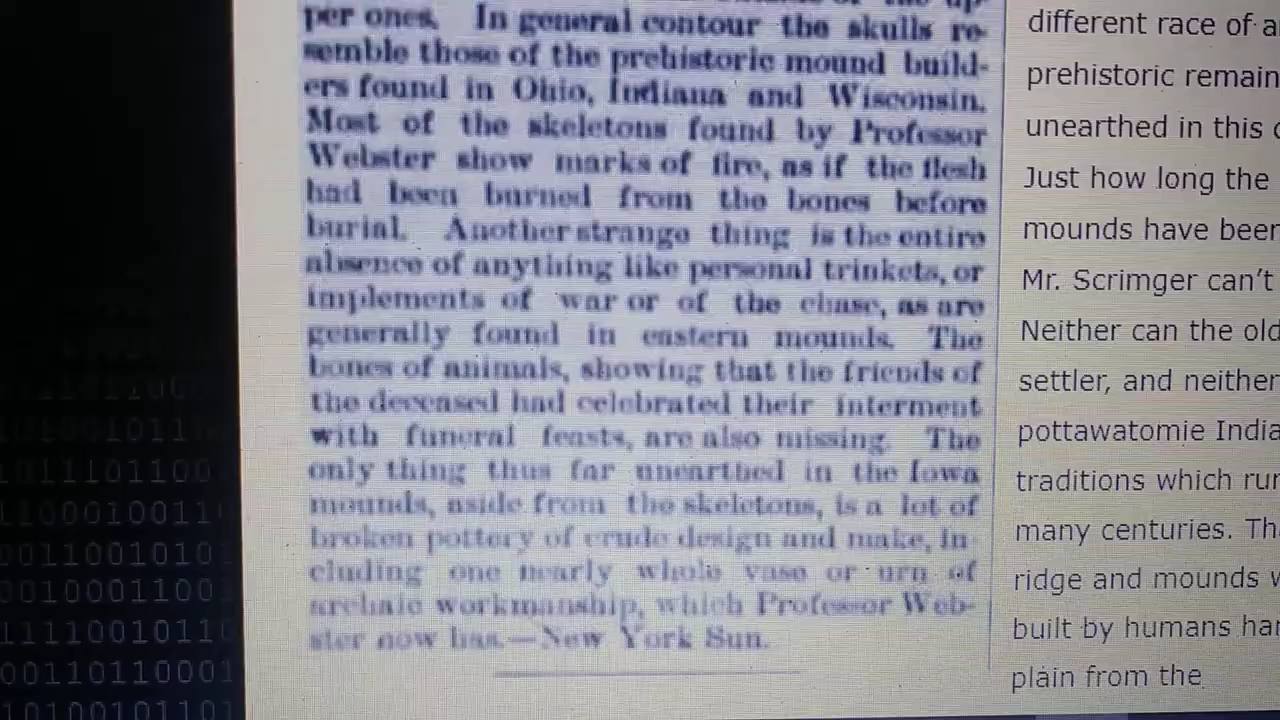 per ones. In general contour the skulls re-
semble those of the prehistoric mound build-
ers found in Ohio, Indiana and Wisconsin.
Most of the skeletons found by Professor
Webster show marks of fire, as if the flesh
had been burned from the bones before
burial. Another strange thing is the entire
absence of anything like personal trinkets, or
implements of war or of the chase, as are
generally found in eastern mounds. The
bones of animals, showing that the friends of
the deceased had celebrated their interment
with funeral feasts, are also missing. The
only thing thus far unearthed in the Iowa
mounds, aside from the skeletons, is a lot of
broken pottery of crude design and make, in-
cluding one nearly whole vase or urn of
archaic workmanship, which Professor Web-
ster now has.—New York Sun.
different race of
prehistoric remain
unearthed in this
Just how long the
mounds have been
Mr. Scrimger can't
Neither can the old
settler, and neither
pottawatomie India
traditions which run
many centuries. Th
ridge and mounds w
built by humans han
plain from the
1011101100
1100010011
0011001010
0010001100
1111001011
00110110001
1010010110